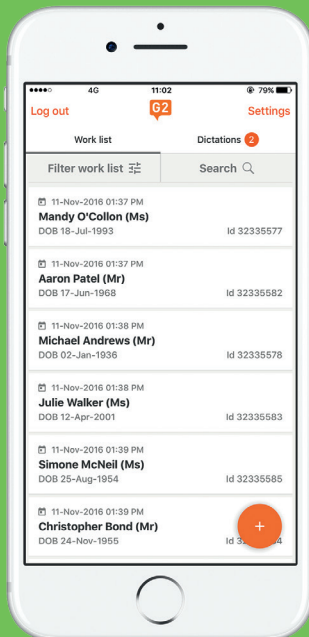 4G 11:02 79%
Log out G2 Settings
Work list Dictations 2
Filter work list Search
11-Nov-2016 01:37 PM
Mandy O'Collon (Ms)
DOB 18-Jul-1993 Id 32335577
11-Nov-2016 01:37 PM
Aaron Patel (Mr)
DOB 17-Jun-1968 Id 32335582
11-Nov-2016 01:38 PM
Michael Andrews (Mr)
DOB 02-Jan-1936 Id 32335578
11-Nov-2016 01:38 PM
Julie Walker (Ms)
DOB 12-Apr-2001 Id 32335583
11-Nov-2016 01:39 PM
Simone McNeil (Ms)
DOB 25-Aug-1954 Id 32335585
11-Nov-2016 01:39 PM
Christopher Bond (Mr)
DOB 24-Nov-1955 Id
+